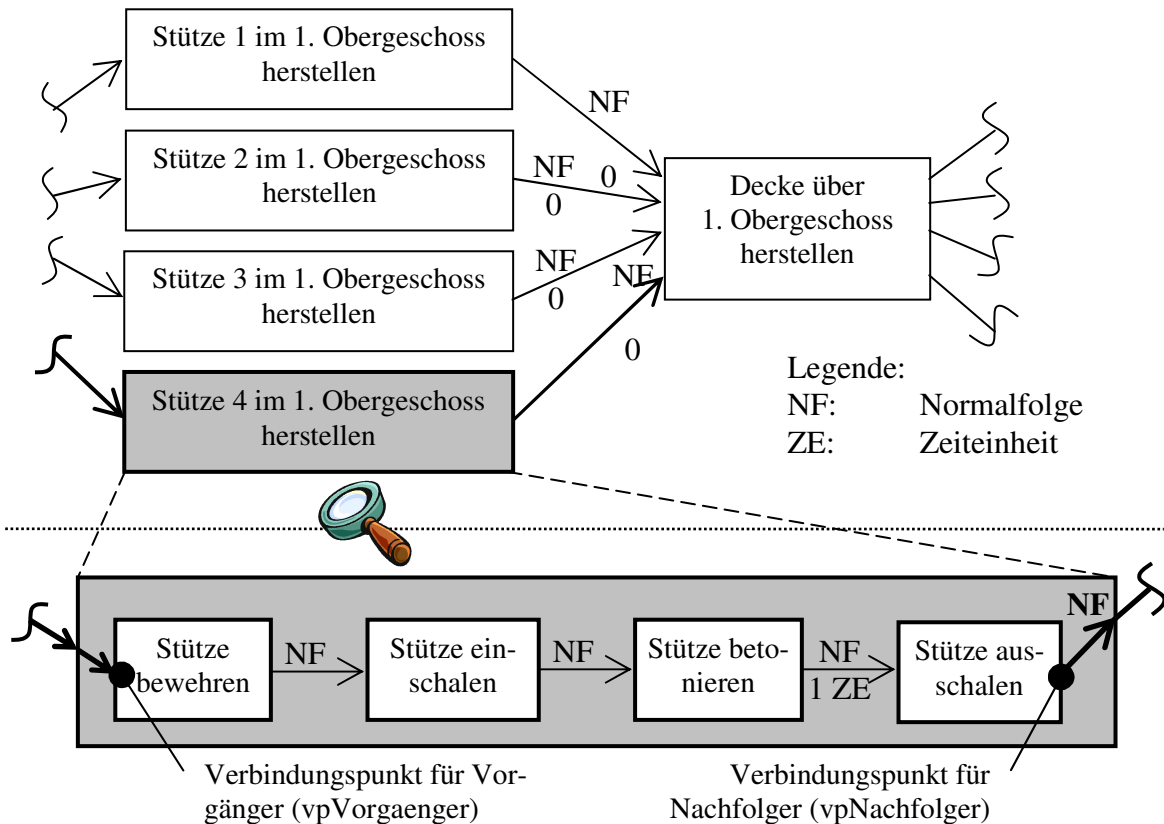 Stütze 1 im 1. Obergeschoss
herstellen
NF
Stütze 2 im 1. Obergeschoss
herstellen
NF
0
0
Decke über
1. Obergeschoss
herstellen
Stütze 3 im 1. Obergeschoss
herstellen
NF
0
NF
0
Stütze 4 im 1. Obergeschoss
herstellen
Legende:
NF: Normalfolge
ZE: Zeiteinheit
Stütze
bewehren
NF
Stütze ein-
schalen
NF
Stütze beto-
nieren
NF
1 ZE
Stütze aus-
schalen
NF
Verbindungspunkt für Vor-
gänger (vpVorgaenger)
Verbindungspunkt für
Nachfolger (vpNachfolger)